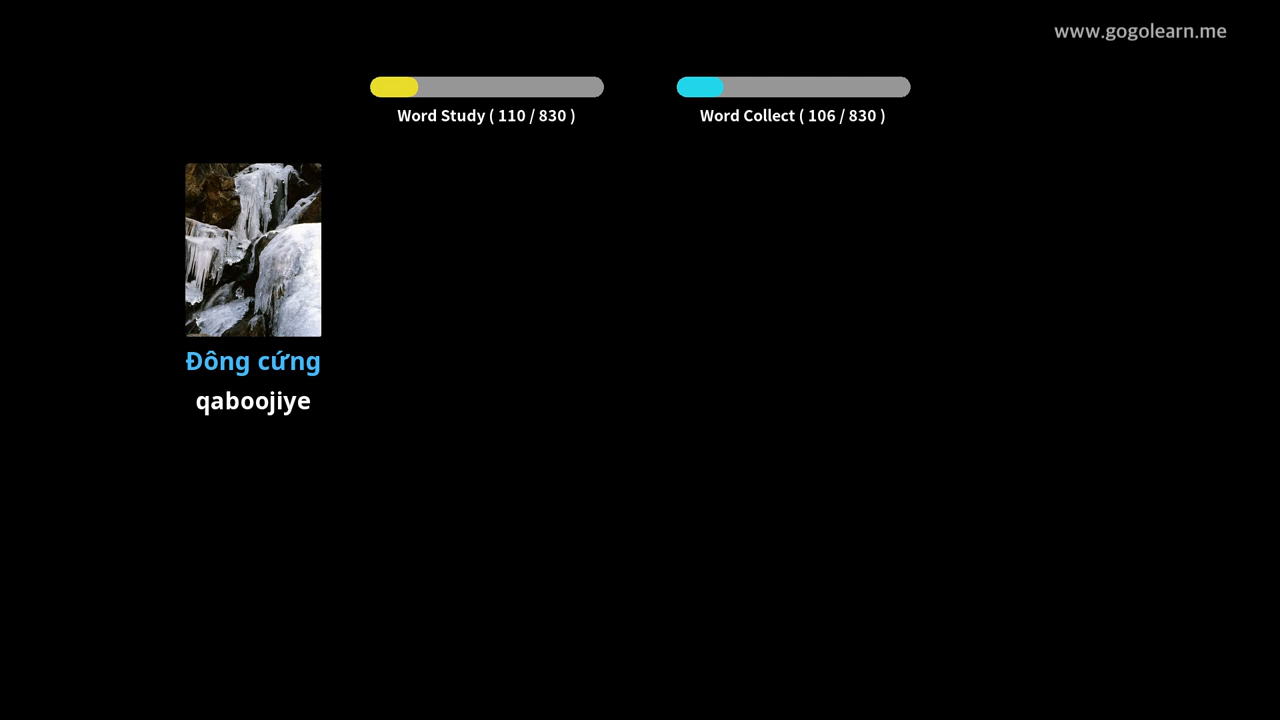 www.gogolearn.me
Word Study ( 110 / 830 )
Word Collect ( 106 / 830 )
Đông cứng
qaboojiye